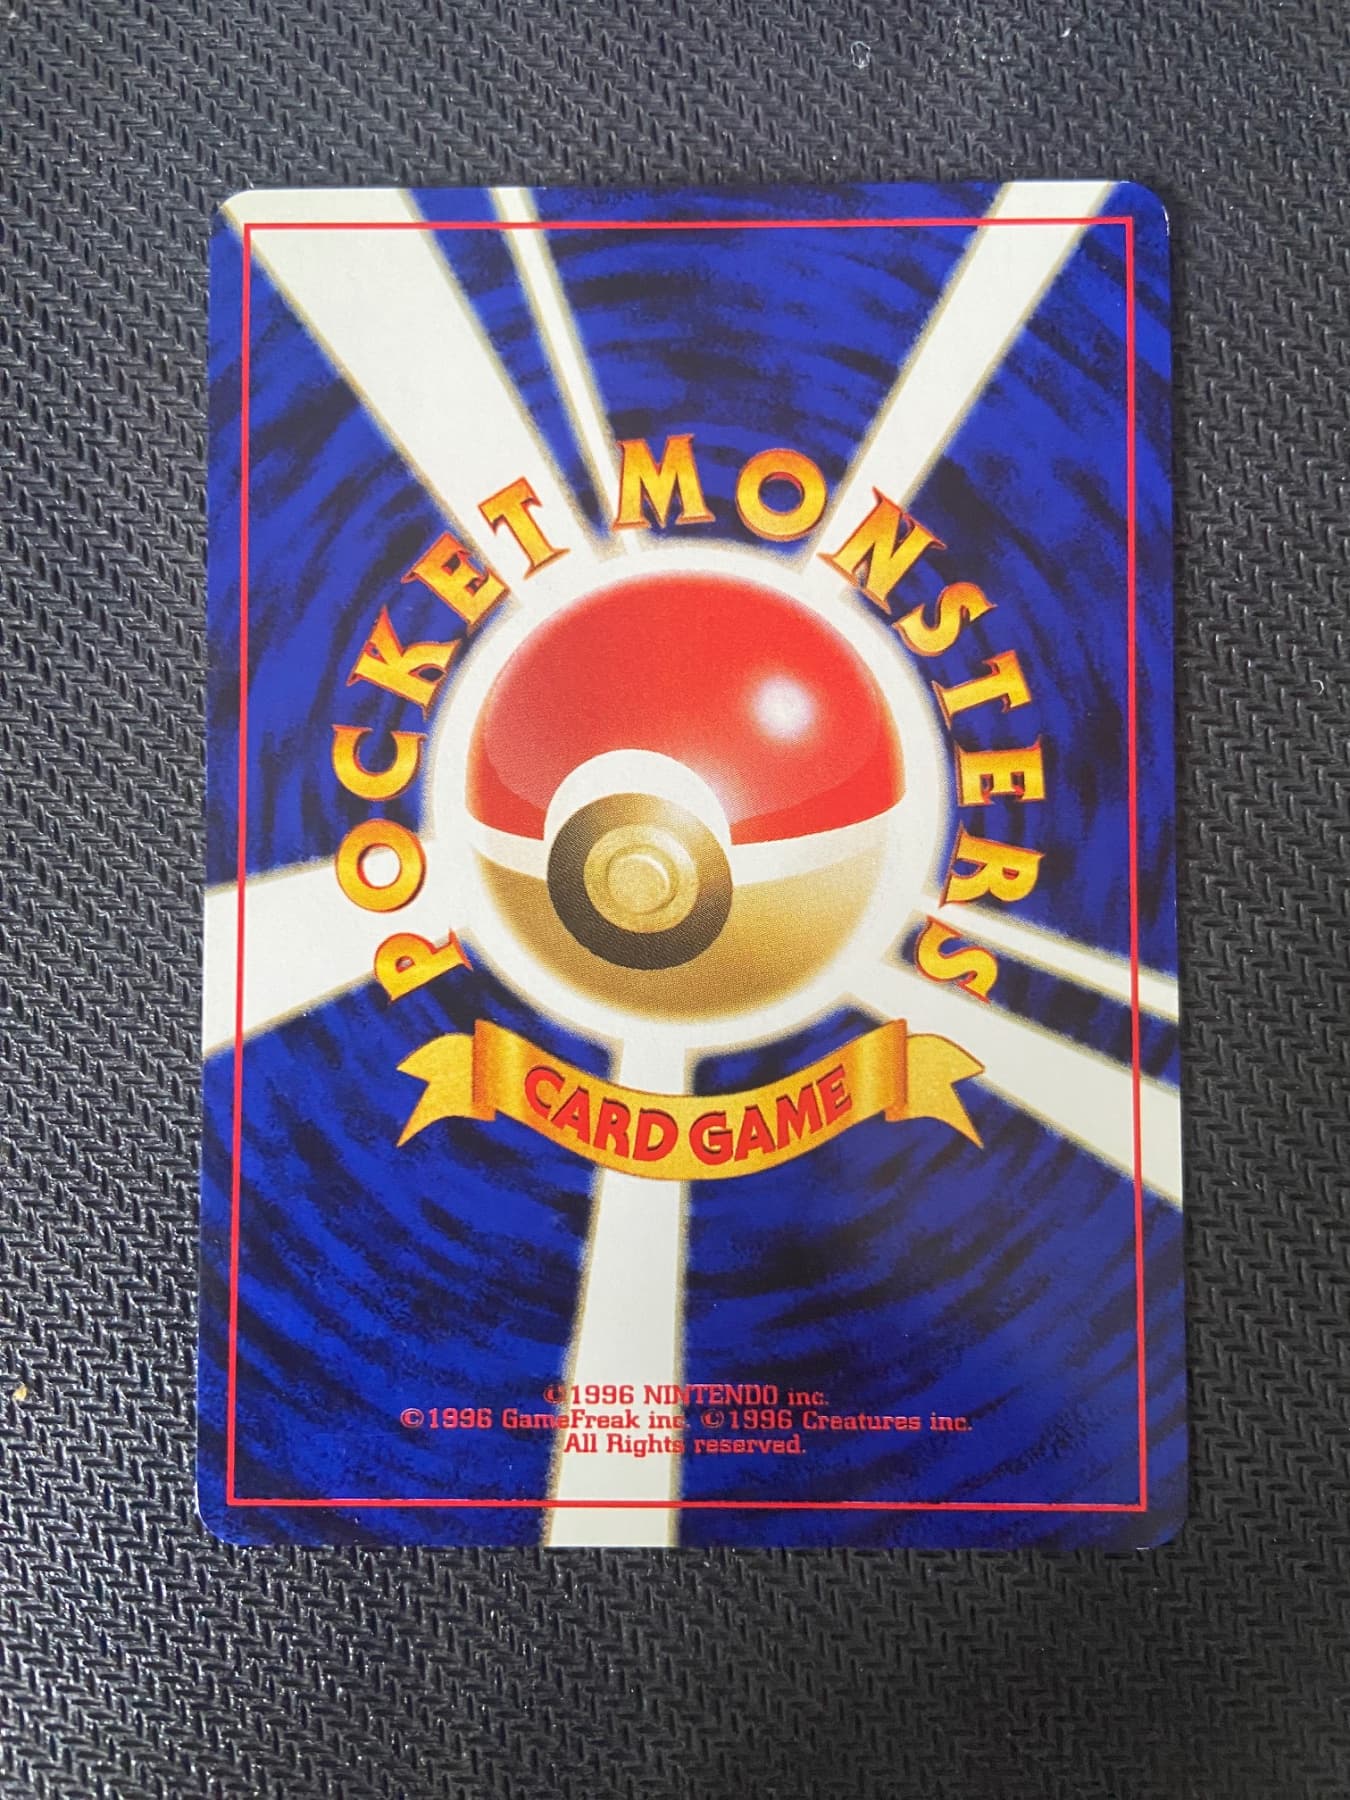 POCKET MONSTERS
CARD GAME
©1996 NINTENDO inc.
©1996 GameFreak inc. ©1996 Creatures inc.
All Rights reserved.